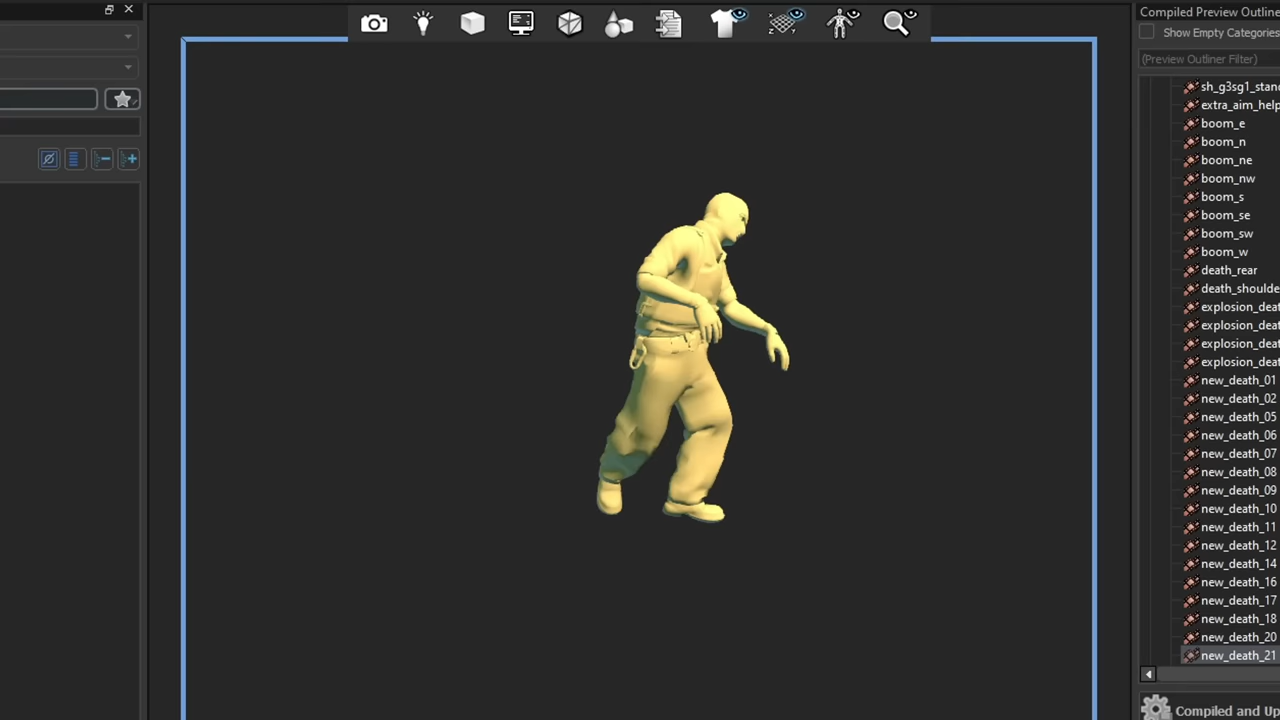 Compiled Preview Outline
Show Empty Categories
(Preview Outliner Filter)
sh_g3sg1_stand
extra_aim_help
boom_e
boom_n
boom_ne
boom_nw
boom_s
boom_se
boom_sw
boom_w
death_rear
death_shoulde
explosion_deat
explosion_deat
explosion_deat
explosion_deat
new_death_01
new_death_02
new_death_05
new_death_06
new_death_07
new_death_08
new_death_09
new_death_10
new_death_11
new_death_12
new_death_14
new_death_16
new_death_17
new_death_18
new_death_20
new_death_21
Compiled and Up